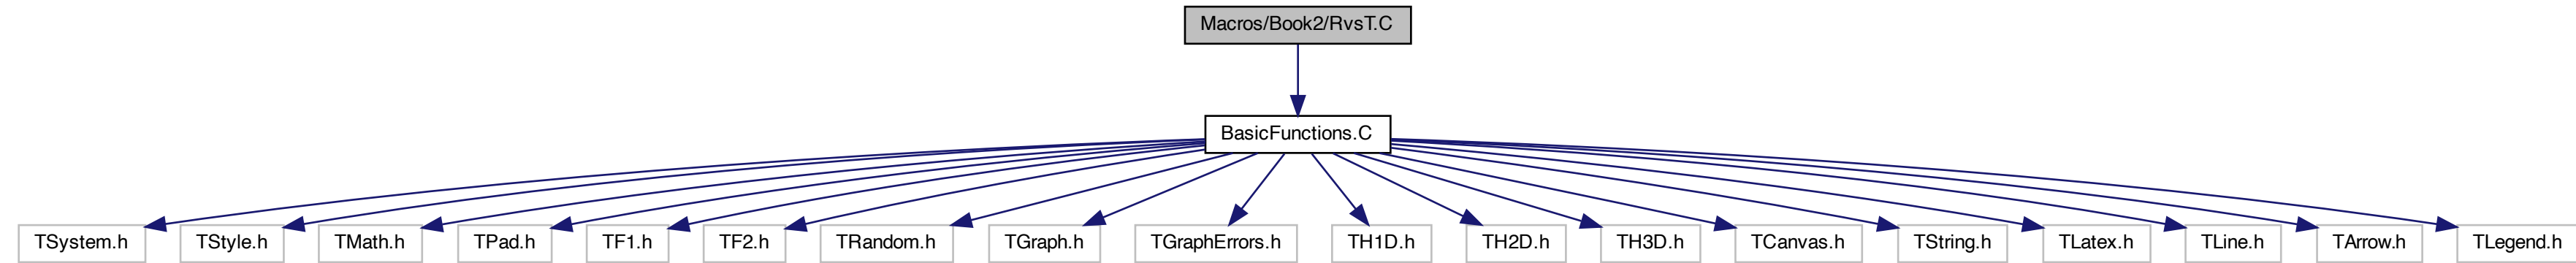 Macros/Book2/RvsT.C
BasicFunctions.C
TSystem.h
TStyle.h
TMath.h
TPad.h
TF1.h
TF2.h
TRandom.h
TGraph.h
TGraphErrors.h
TH1D.h
TH2D.h
TH3D.h
TCanvas.h
TString.h
TLatex.h
TLine.h
TArrow.h
TLegend.h